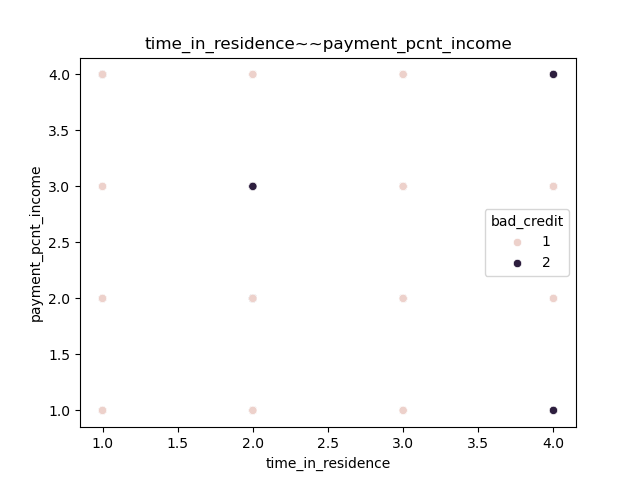 time_in_residence~~payment_pcnt_income
4.0
3.5
3.0
2.5
2.0
1.5
1.0
payment_pcnt_income
bad_credit
1
2
1.0 1.5 2.0 2.5 3.0 3.5 4.0
time_in_residence